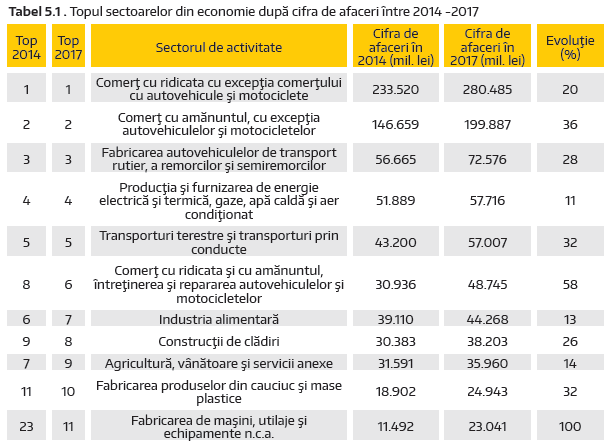 Tabel 5.1. Topul sectoarelor din economie după cifra de afaceri între 2014 -2017
Top 2014 | Top 2017 | Sectorul de activitate | Cifra de afaceri în 2014 (mil. lei) | Cifra de afaceri în 2017 (mil. lei) | Evoluţie (%)
1 | 1 | Comerţ cu ridicata cu excepţia comerţului cu autovehicule şi motociclete | 233.520 | 280.485 | 20
2 | 2 | Comerţ cu amănuntul, cu excepţia autovehiculelor şi motocicletelor | 146.659 | 199.887 | 36
3 | 3 | Fabricarea autovehiculelor de transport rutier, a remorcilor şi semiremorcilor | 56.665 | 72.576 | 28
4 | 4 | Producţia şi furnizarea de energie electrică şi termică, gaze, apă caldă şi aer condiţionat | 51.889 | 57.716 | 11
5 | 5 | Transporturi terestre şi transporturi prin conducte | 43.200 | 57.007 | 32
8 | 6 | Comerţ cu ridicata şi cu amănuntul, întreţinerea şi repararea autovehiculelor şi motocicletelor | 30.936 | 48.745 | 58
6 | 7 | Industria alimentară | 39.110 | 44.268 | 13
9 | 8 | Construcţii de clădiri | 30.383 | 38.203 | 26
7 | 9 | Agricultură, vânătoare şi servicii anexe | 31.591 | 35.960 | 14
11 | 10 | Fabricarea produselor din cauciuc şi mase plastice | 18.902 | 24.943 | 32
23 | 11 | Fabricarea de maşini, utilaje şi echipamente n.c.a. | 11.492 | 23.041 | 100